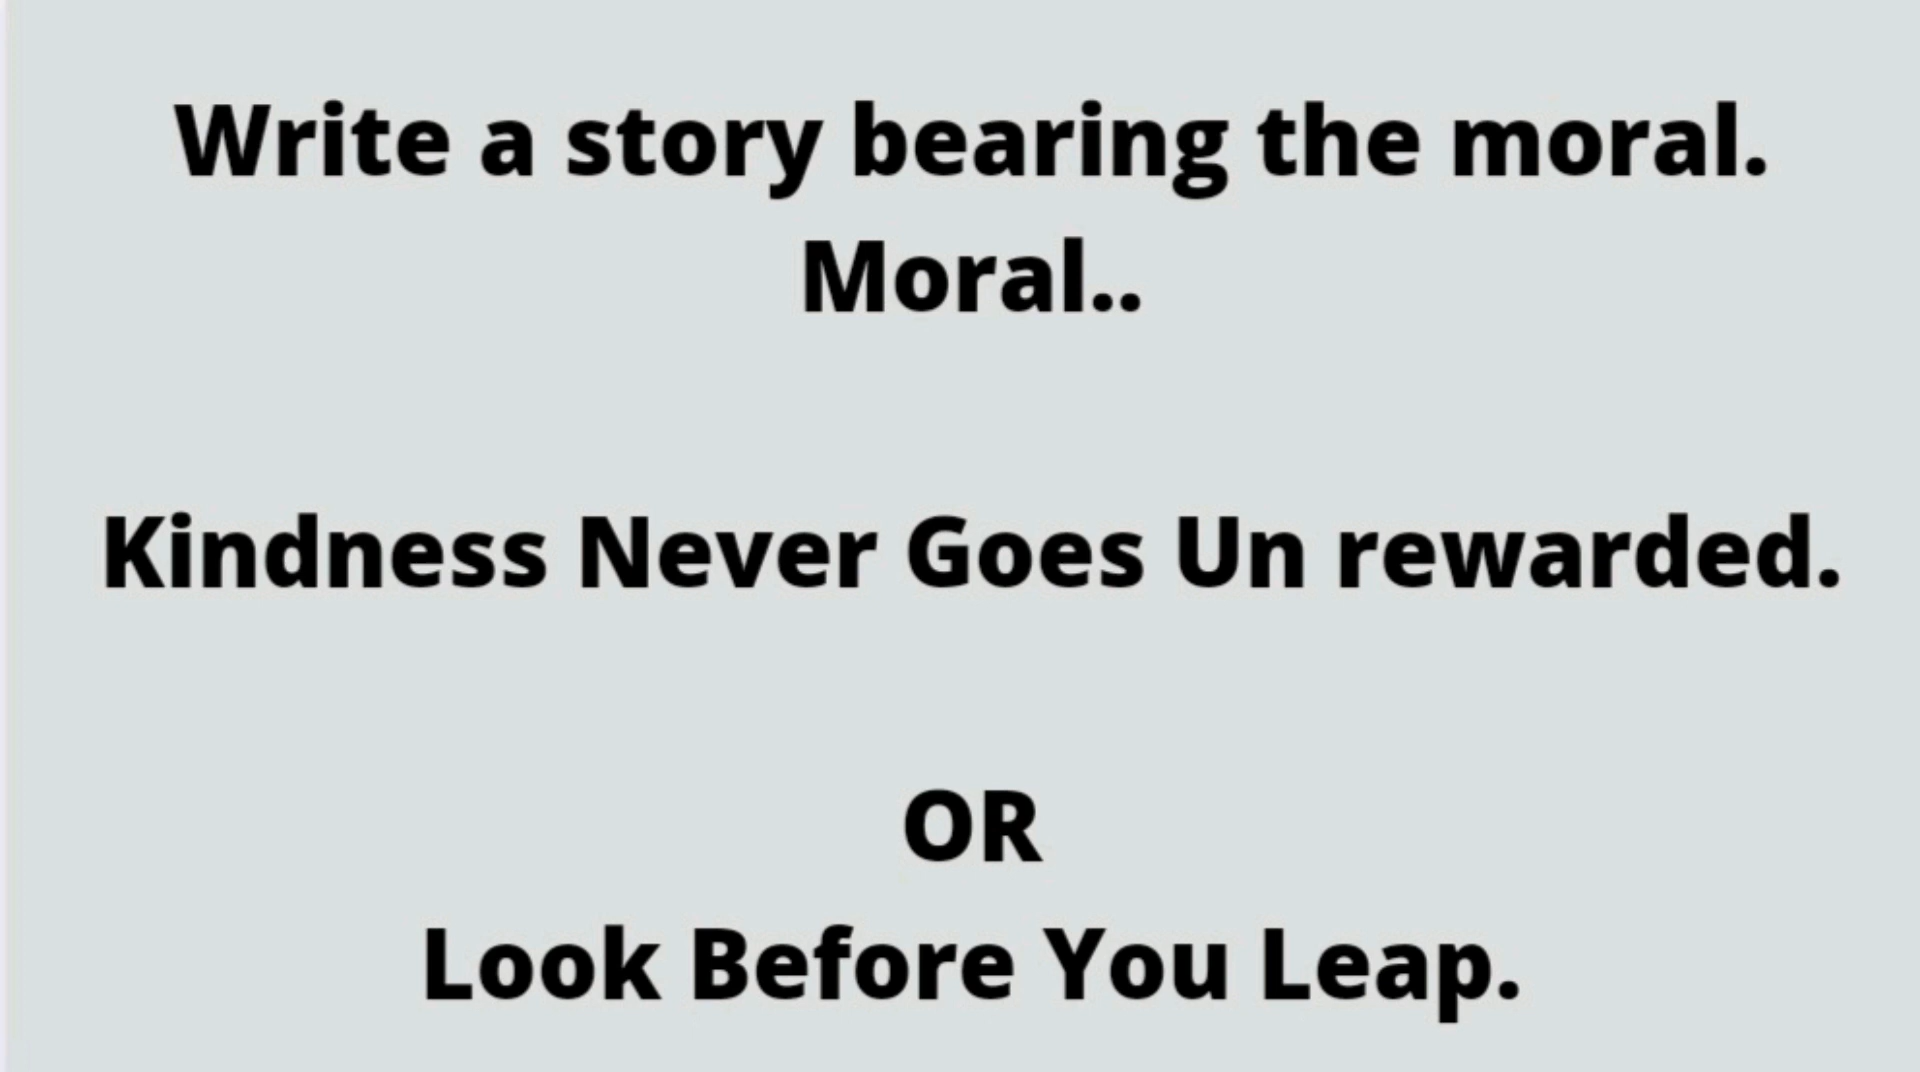 Write a story bearing the moral.
Moral..
Kindness Never Goes Un rewarded.
OR
Look Before You Leap.